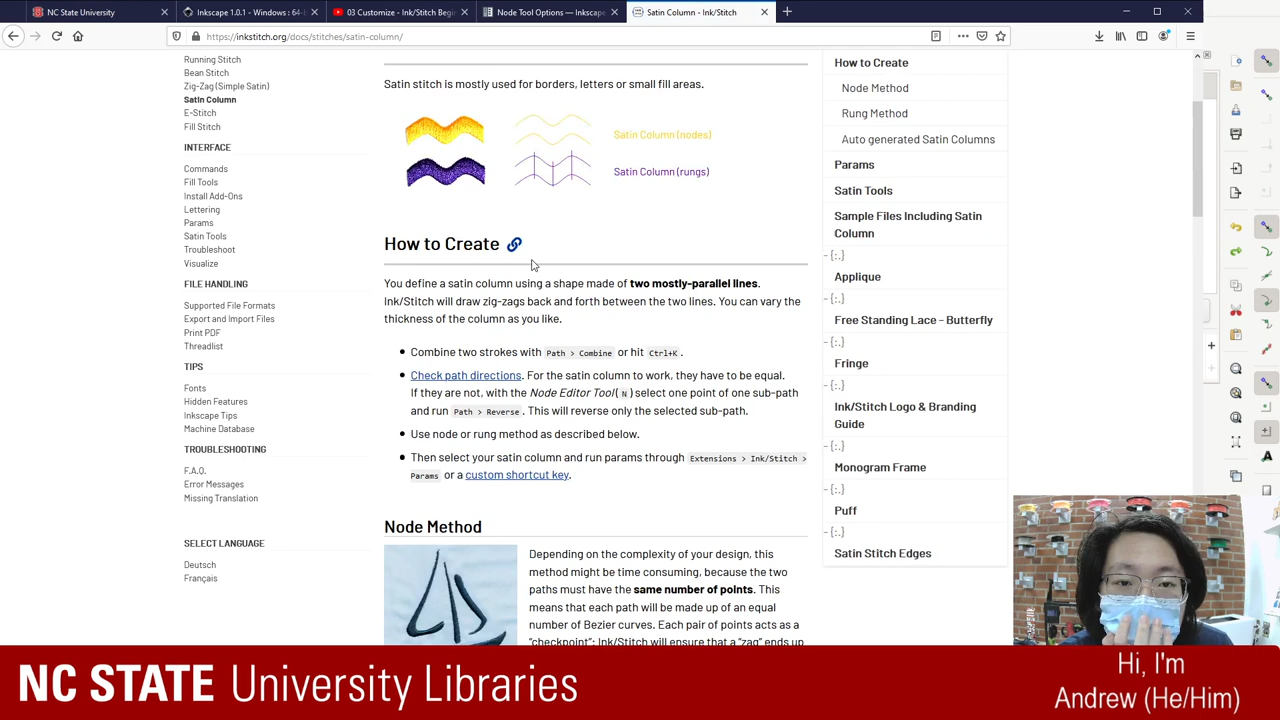 NC State University
Inkscape 1.0.1 - Windows : 64-
03 Customize - Ink/Stitch Begin
Node Tool Options — Inkscape
Satin Column - Ink/Stitch
https://inkstitch.org/docs/stitches/satin-column/
Running Stitch
Bean Stitch
Zig-Zag (Simple Satin)
Satin Column
E-Stitch
Fill Stitch
INTERFACE
Commands
Fill Tools
Install Add-Ons
Lettering
Params
Satin Tools
Troubleshoot
Visualize
FILE HANDLING
Supported File Formats
Export and Import Files
Print PDF
Threadlist
TIPS
Fonts
Hidden Features
Inkscape Tips
Machine Database
TROUBLESHOOTING
F.A.Q.
Error Messages
Missing Translation
SELECT LANGUAGE
Deutsch
Français
Satin stitch is mostly used for borders, letters or small fill areas.
Satin Column (nodes)
Satin Column (rungs)
How to Create
You define a satin column using a shape made of two mostly-parallel lines.
Ink/Stitch will draw zig-zags back and forth between the two lines. You can vary the
thickness of the column as you like.
Combine two strokes with Path > Combine or hit Ctrl+K.
Check path directions. For the satin column to work, they have to be equal.
If they are not, with the Node Editor Tool (N) select one point of one sub-path
and run Path > Reverse. This will reverse only the selected sub-path.
Use node or rung method as described below.
Then select your satin column and run params through Extensions > Ink/Stitch >
Params or a custom shortcut key.
Node Method
Depending on the complexity of your design, this
method might be time consuming, because the two
paths must have the same number of points. This
means that each path will be made up of an equal
number of Bezier curves. Each pair of points acts as a
"checkpoint": Ink/Stitch will ensure that a "zag" ends up
How to Create
Node Method
Rung Method
Auto generated Satin Columns
Params
Satin Tools
Sample Files Including Satin
Column
- {:.}
Applique
- {:.}
Free Standing Lace – Butterfly
- {:.}
Fringe
- {:.}
Ink/Stitch Logo & Branding
Guide
- {:.}
Monogram Frame
- {:.}
Puff
- {:.}
Satin Stitch Edges
NC STATE University Libraries
Hi, I'm
Andrew (He/Him)